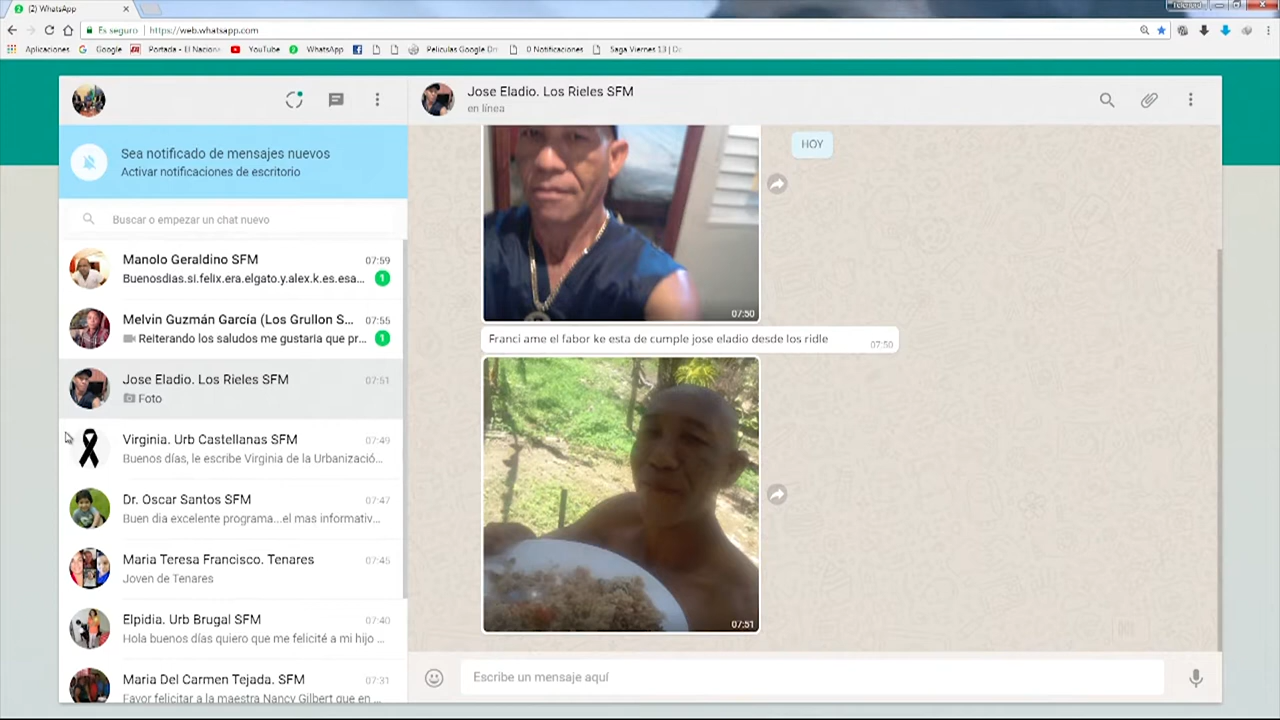 (2) WhatsApp
Es seguro
https://web.whatsapp.com
Aplicaciones
Google
Portada - El Nacion
YouTube
WhatsApp
Peliculas Google Dri
0 Notificaciones
Saga Viernes 13 | De
Jose Eladio. Los Rieles SFM
en línea
Sea notificado de mensajes nuevos
Activar notificaciones de escritorio
Buscar o empezar un chat nuevo
Manolo Geraldino SFM
07:59
Buenosdias.si.felix.era.elgato.y.alex.k.es.esa...
1
Melvin Guzmán García (Los Grullon S...
07:55
Reiterando los saludos me gustaria que pr...
1
Jose Eladio. Los Rieles SFM
07:51
Foto
Virginia. Urb Castellanas SFM
07:49
Buenos días, le escribe Virginia de la Urbanizació...
Dr. Oscar Santos SFM
07:47
Buen dia excelente programa...el mas informativ...
Maria Teresa Francisco. Tenares
07:45
Joven de Tenares
Elpidia. Urb Brugal SFM
07:40
Hola buenos días quiero que me felicité a mi hijo ...
Maria Del Carmen Tejada. SFM
07:31
Favor felicitar a la maestra Nancy Gilbert que en ...
HOY
07:50
Franci ame el fabor ke esta de cumple jose eladio desde los ridle
07:50
07:51
Escribe un mensaje aquí